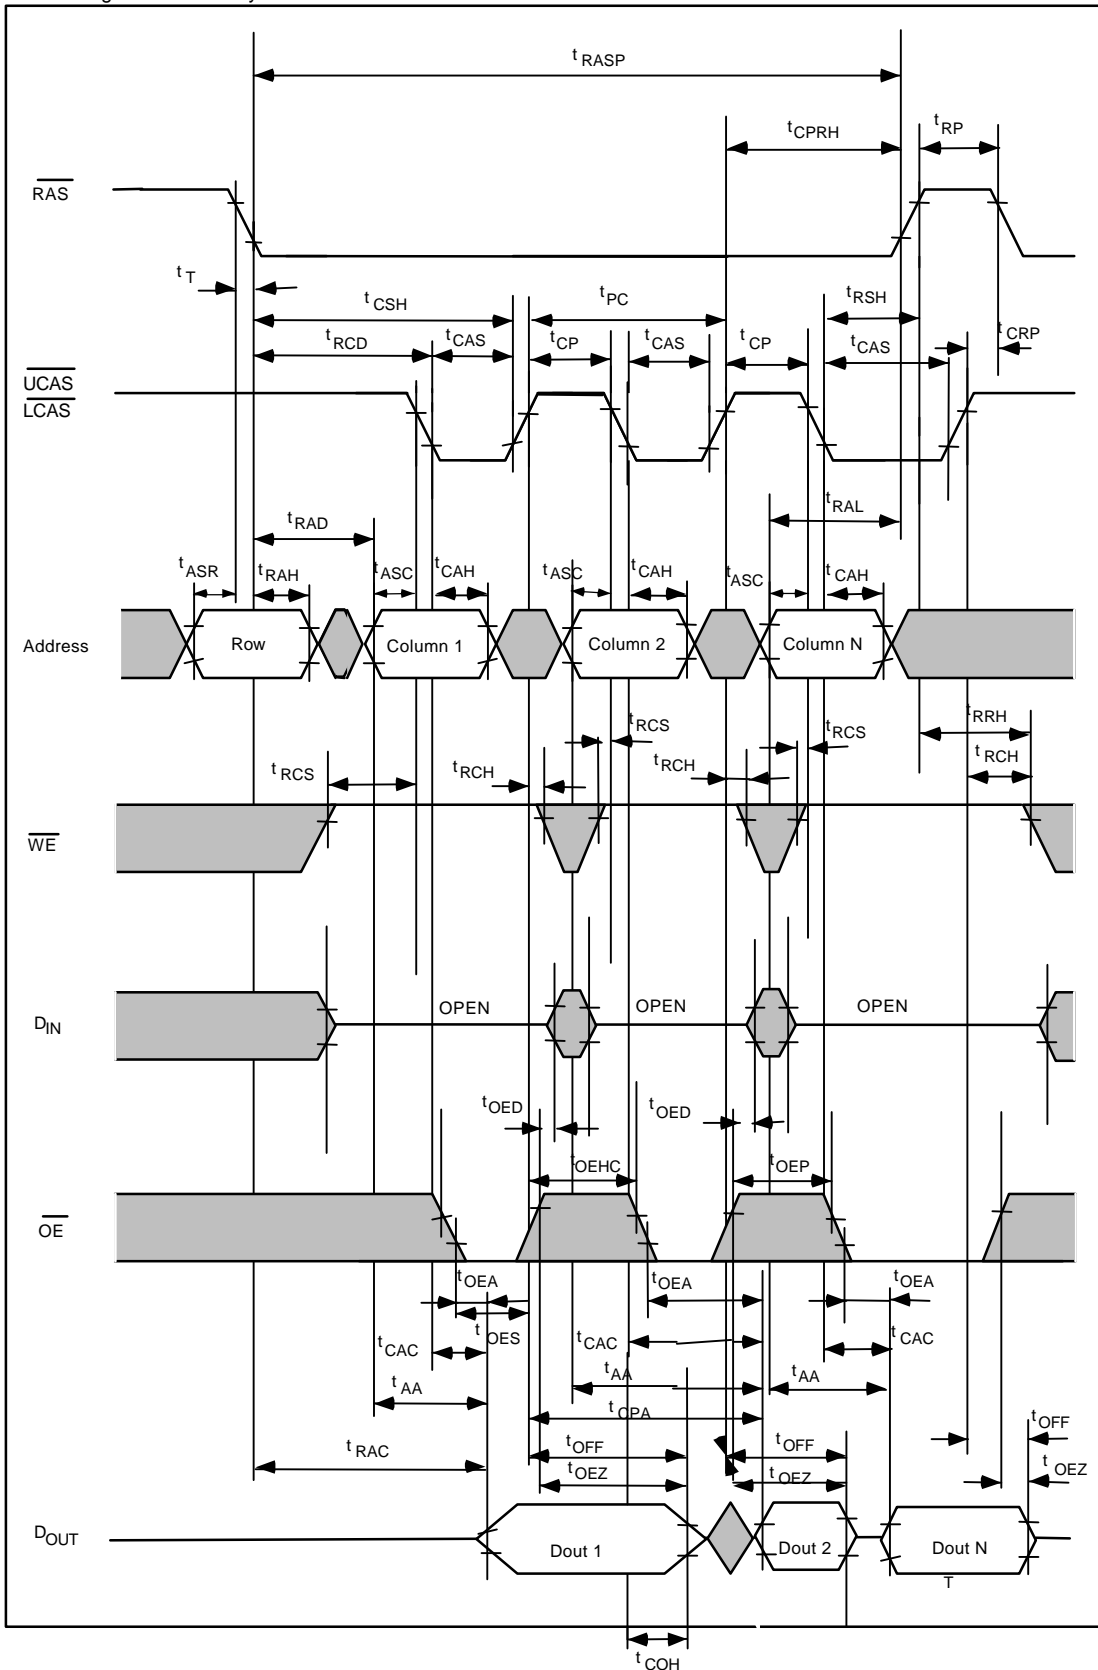 t RASP
t CPRH
t RP
RAS
t T
t CSH
t PC
t RSH
t RCD
t CAS
t CP
t CAS
t CP
t CAS
t CRP
UCAS
LCAS
t RAD
t RAL
t ASR
t RAH
t ASC
t CAH
t ASC
t CAH
t ASC
t CAH
Address
Row
Column 1
Column 2
Column N
t RCS
t RCH
t RCS
t RCH
t RCS
t RRH
t RCH
WE
DIN
OPEN
OPEN
OPEN
t OED
t OED
t OEHC
t OEP
OE
t OEA
t OES
t OEA
t OEA
t CAC
t CAC
t CAC
t AA
t AA
t AA
t CPA
t RAC
t OFF
t OFF
t OFF
t OEZ
t OEZ
t OEZ
DOUT
Dout 1
Dout 2
Dout N
T
t COH